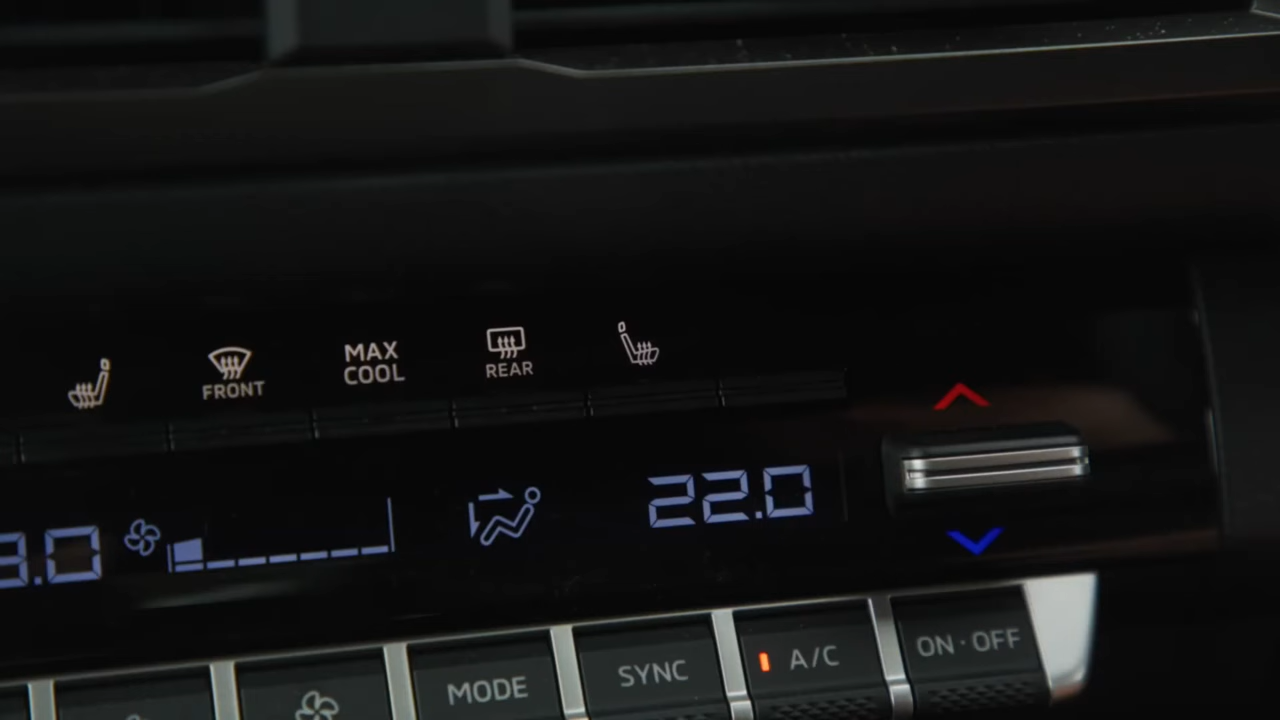 FRONT
MAX
COOL
REAR
3.0
22.0
MODE
SYNC
A/C
ON·OFF